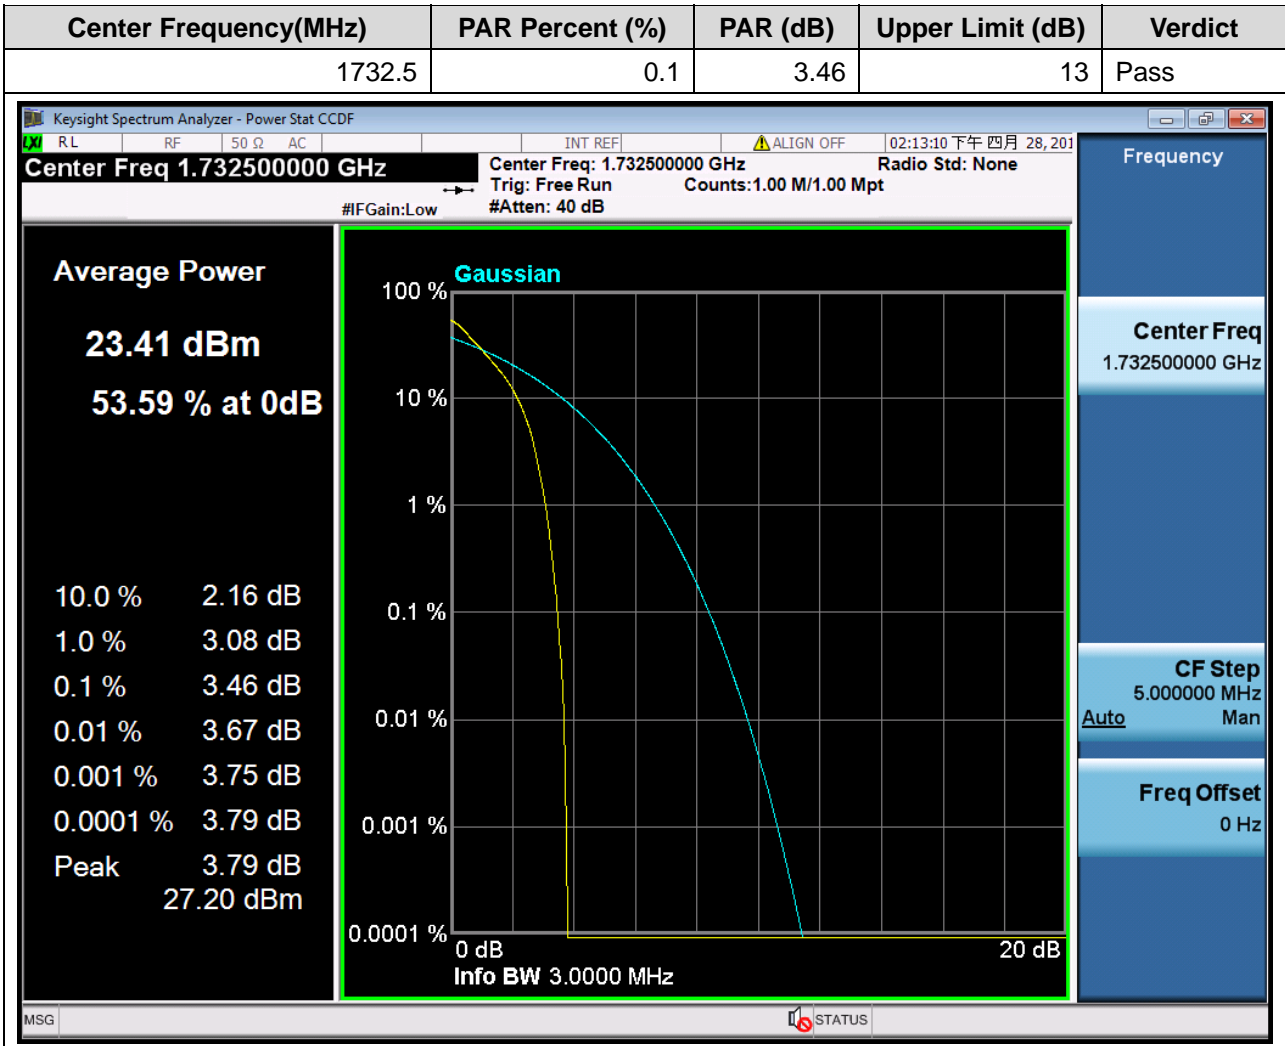 Center Frequency(MHz) PAR Percent (%) PAR (dB) Upper Limit (dB) Verdict
1732.5 0.1 3.46 13 Pass
Keysight Spectrum Analyzer - Power Stat CCDF
LXI RL RF 50 Ω AC INT REF ALIGN OFF 02:13:10 下午 四月 28, 201
Center Freq 1.732500000 GHz
Center Freq: 1.732500000 GHz Radio Std: None
Trig: Free Run Counts:1.00 M/1.00 Mpt
#IFGain:Low #Atten: 40 dB
Average Power
23.41 dBm
53.59 % at 0dB
10.0 % 2.16 dB
1.0 % 3.08 dB
0.1 % 3.46 dB
0.01 % 3.67 dB
0.001 % 3.75 dB
0.0001 % 3.79 dB
Peak 3.79 dB
27.20 dBm
Gaussian
100 %
10 %
1 %
0.1 %
0.01 %
0.001 %
0.0001 %
0 dB 20 dB
Info BW 3.0000 MHz
Frequency
Center Freq
1.732500000 GHz
CF Step
5.000000 MHz
Auto Man
Freq Offset
0 Hz
MSG STATUS